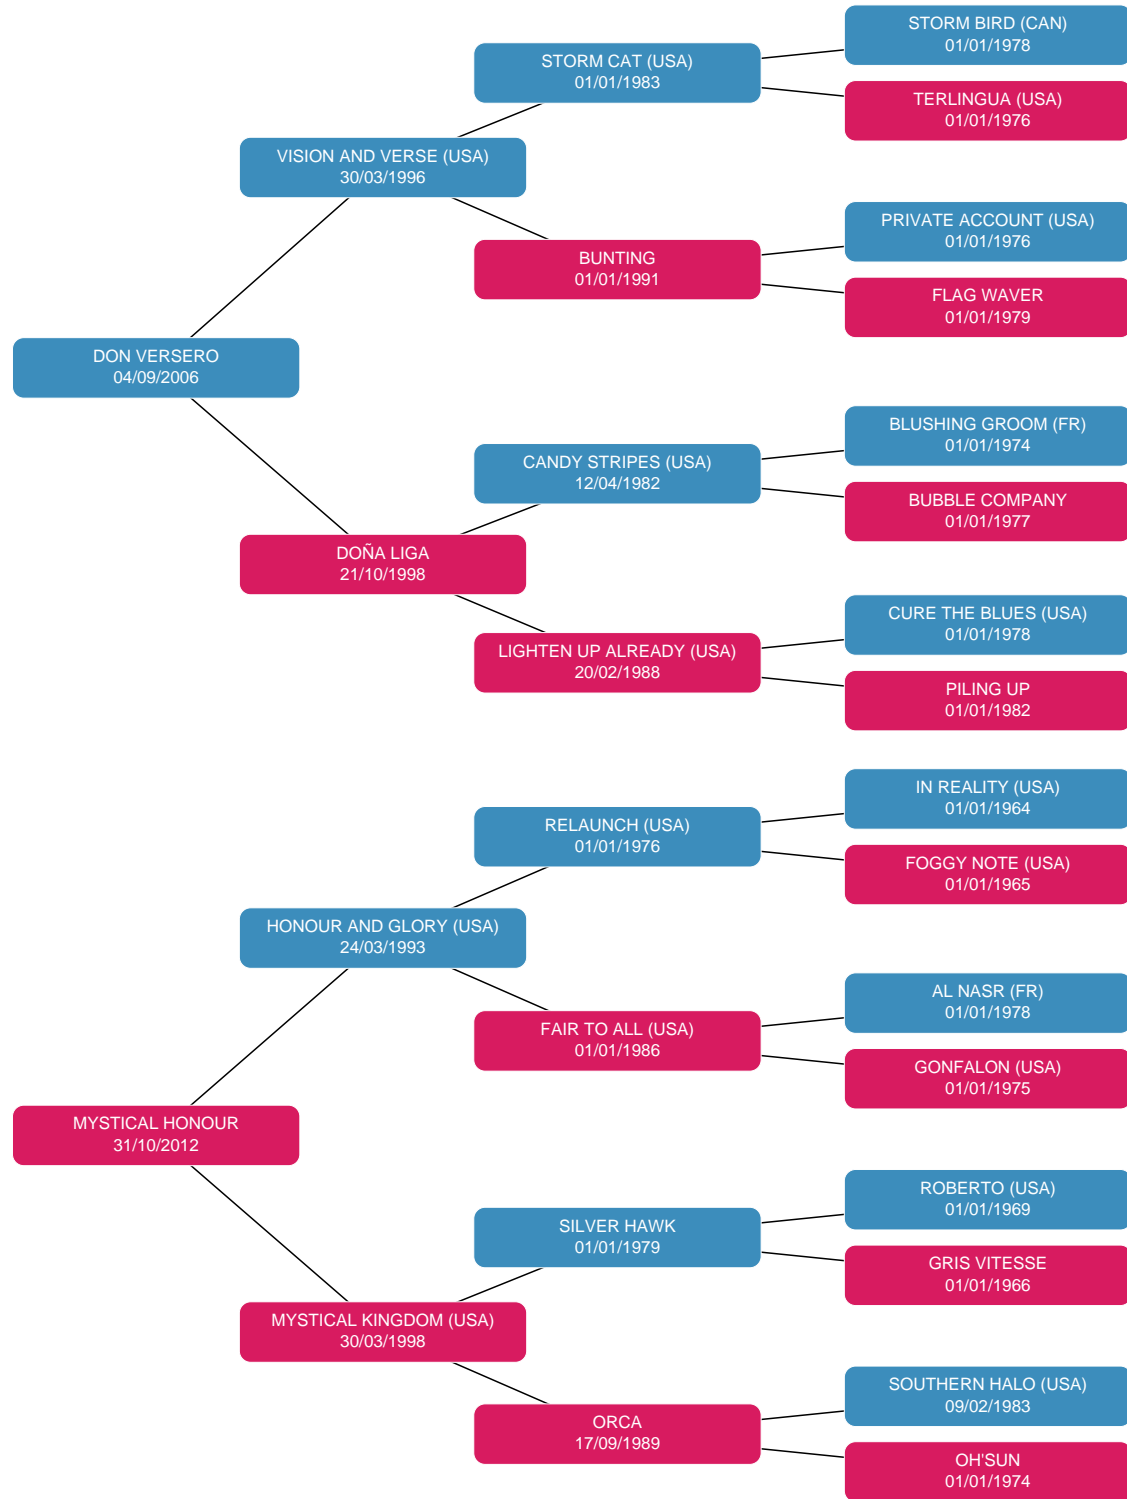 STORM BIRD (CAN)
01/01/1978
STORM CAT (USA)
01/01/1983
TERLINGUA (USA)
01/01/1976
VISION AND VERSE (USA)
30/03/1996
PRIVATE ACCOUNT (USA)
01/01/1976
BUNTING
01/01/1991
FLAG WAVER
01/01/1979
DON VERSERO
04/09/2006
BLUSHING GROOM (FR)
01/01/1974
CANDY STRIPES (USA)
12/04/1982
BUBBLE COMPANY
01/01/1977
DOÑA LIGA
21/10/1998
CURE THE BLUES (USA)
01/01/1978
LIGHTEN UP ALREADY (USA)
20/02/1988
PILING UP
01/01/1982
IN REALITY (USA)
01/01/1964
RELAUNCH (USA)
01/01/1976
FOGGY NOTE (USA)
01/01/1965
HONOUR AND GLORY (USA)
24/03/1993
AL NASR (FR)
01/01/1978
FAIR TO ALL (USA)
01/01/1986
GONFALON (USA)
01/01/1975
MYSTICAL HONOUR
31/10/2012
ROBERTO (USA)
01/01/1969
SILVER HAWK
01/01/1979
GRIS VITESSE
01/01/1966
MYSTICAL KINGDOM (USA)
30/03/1998
SOUTHERN HALO (USA)
09/02/1983
ORCA
17/09/1989
OH'SUN
01/01/1974